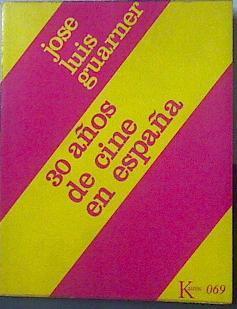 jose
luis
guarner
30 años
de cine
en españa
Kairós 069